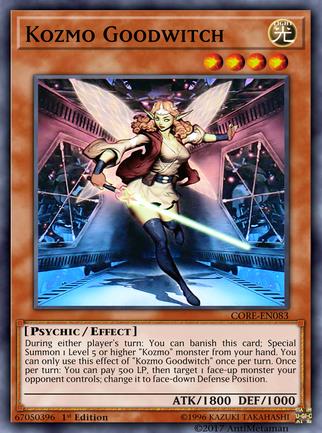 Kozmo Goodwitch
LIGHT
光
CORE-EN083
[Psychic / Effect]
During either player's turn: You can banish this card; Special
Summon 1 Level 5 or higher "Kozmo" monster from your hand. You
can only use this effect of "Kozmo Goodwitch" once per turn. Once
per turn: You can pay 500 LP, then target 1 face-up monster your
opponent controls; change it to face-down Defense Position.
ATK/1800 DEF/1000
67050396 1st Edition ©1996 KAZUKI TAKAHASHI
©2017 AntiMetaman